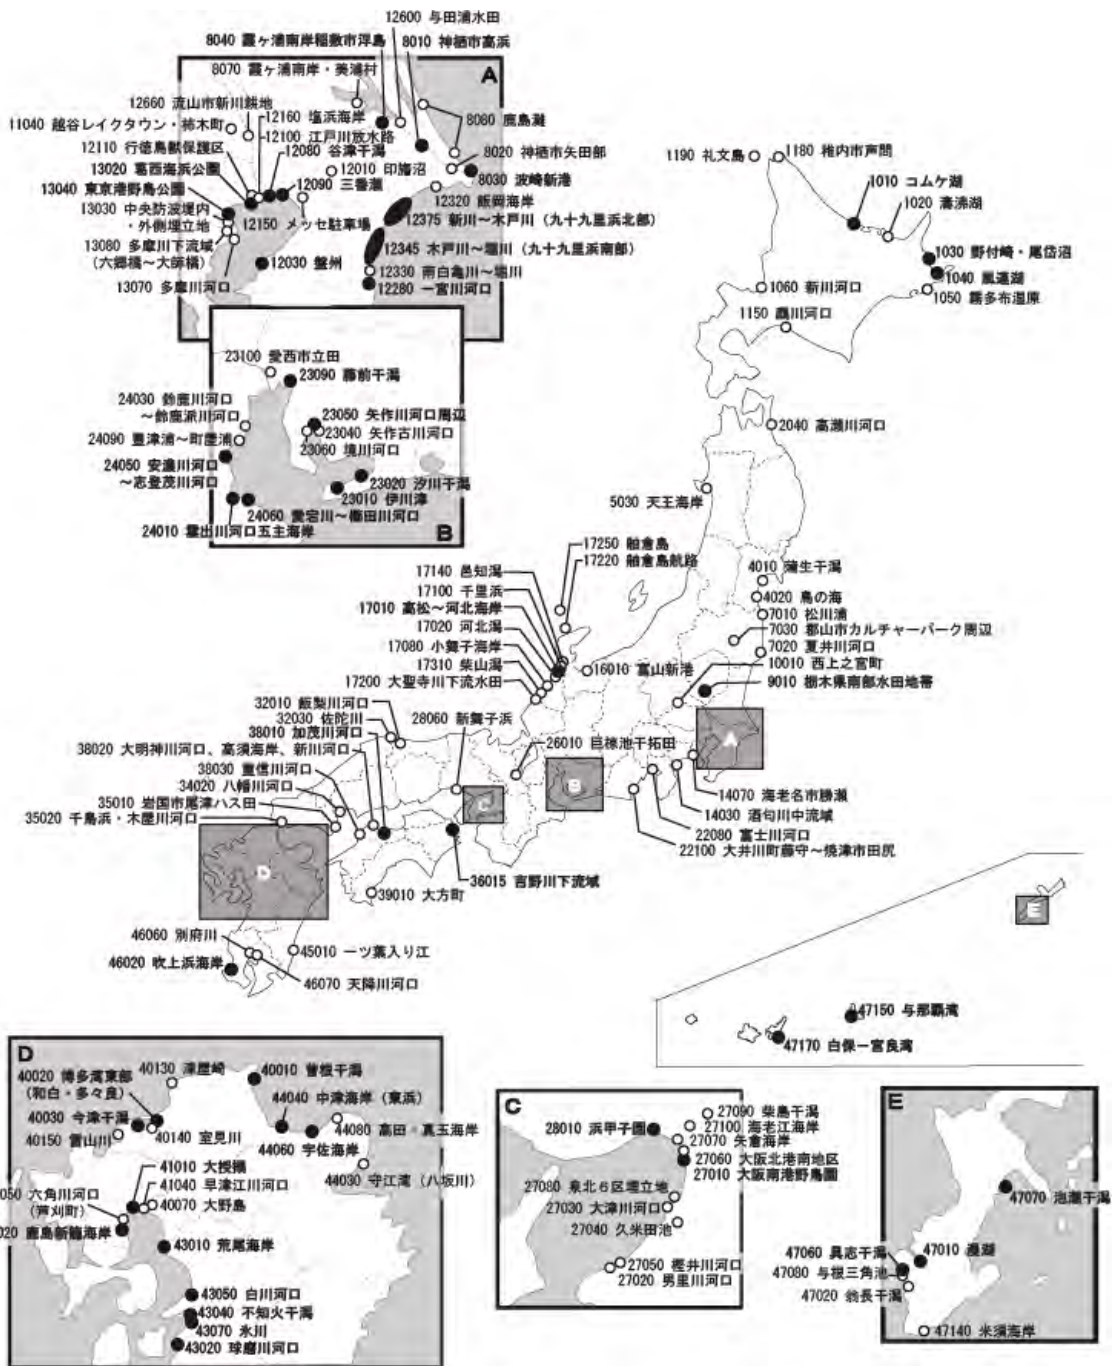 12600 与田浦水田
8040 霞ヶ浦南岸稲敷市浮島
8010 神栖市高浜
A
8070 霞ヶ浦南岸・美浦村
12660 流山市新川耕地
12160 塩浜海岸
8080 鹿島灘
11040 越谷レイクタウン・柿木町
12100 江戸川放水路
12110 行徳鳥獣保護区
12080 谷津干潟
8020 神栖市矢田部
13020 葛西海浜公園
12010 印旛沼
13040 東京港野鳥公園
12090 三番瀬
8030 波崎新港
13030 中央防波堤内
・外側埋立地
12320 飯岡海岸
12150 メッセ駐車場
12375 新川～木戸川（九十九里浜北部）
13080 多摩川下流域
（六郷橋～大師橋）
12345 木戸川～堀川（九十九里浜南部）
12030 盤州
12330 南白亀川～堀川
13070 多摩川河口
12280 一宮川河口
1190 礼文島
1180 稚内市声問
1010 コムケ湖
1020 濤沸湖
1030 野付崎・尾岱沼
1040 風蓮湖
1050 霧多布湿原
1060 新川河口
1150 鵡川河口
23100 愛西市立田
23090 藤前干潟
24030 鈴鹿川河口
～鈴鹿派川河口
23050 矢作川河口周辺
24090 豊津浦～町屋浦
23040 矢作古川河口
23060 境川河口
24050 安濃川河口
～志登茂川河口
23020 汐川干潟
23010 伊川津
24060 愛宕川～櫛田川河口
24010 雲出川河口五主海岸
B
2040 高瀬川河口
5030 天王海岸
17250 舳倉島
17220 舳倉島航路
17140 邑知潟
17100 千里浜
17010 高松～河北海岸
17020 河北潟
17080 小舞子海岸
17310 柴山潟
17200 大聖寺川下流水田
16010 富山新港
4010 蒲生干潟
4020 鳥の海
7010 松川浦
7030 郡山市カルチャーパーク周辺
7020 夏井川河口
10010 西上之宮町
9010 栃木県南部水田地帯
32010 飯梨川河口
32030 佐陀川
28060 新舞子浜
38010 加茂川河口
38020 大明神川河口、高須海岸、新川河口
26010 巨椋池干拓田
38030 重信川河口
34020 八幡川河口
35010 岩国市尾津ハス田
35020 千鳥浜・木屋川河口
A
B
C
D
14070 海老名市勝瀬
14030 酒匂川中流域
22080 富士川河口
22100 大井川町藤守～焼津市田尻
36015 吉野川下流域
39010 大方町
46060 別府川
45010 一ツ葉入り江
46020 吹上浜海岸
46070 天降川河口
E
47150 与那覇湾
47170 白保－宮良湾
D
40130 津屋崎
40010 曽根干潟
40020 博多湾東部
（和白・多々良）
44040 中津海岸（東浜）
40030 今津干潟
44080 高田・真玉海岸
40150 雷山川
40140 室見川
44060 宇佐海岸
41010 大授搦
44030 守江湾（八坂川）
41040 早津江川河口
050 六角川河口
（芦刈町）
40070 大野島
020 鹿島新籠海岸
43010 荒尾海岸
43050 白川河口
43040 不知火干潟
43070 氷川
43020 球磨川河口
C
27090 柴島干潟
28010 浜甲子園
27100 海老江海岸
27070 矢倉海岸
27060 大阪北港南地区
27010 大阪南港野鳥園
27080 泉北６区埋立地
27030 大津川河口
27040 久米田池
27050 樫井川河口
27020 男里川河口
E
47070 泡瀬干潟
47060 具志干潟
47010 漫湖
47080 与根三角池
47020 翁長干潟
47140 米須海岸